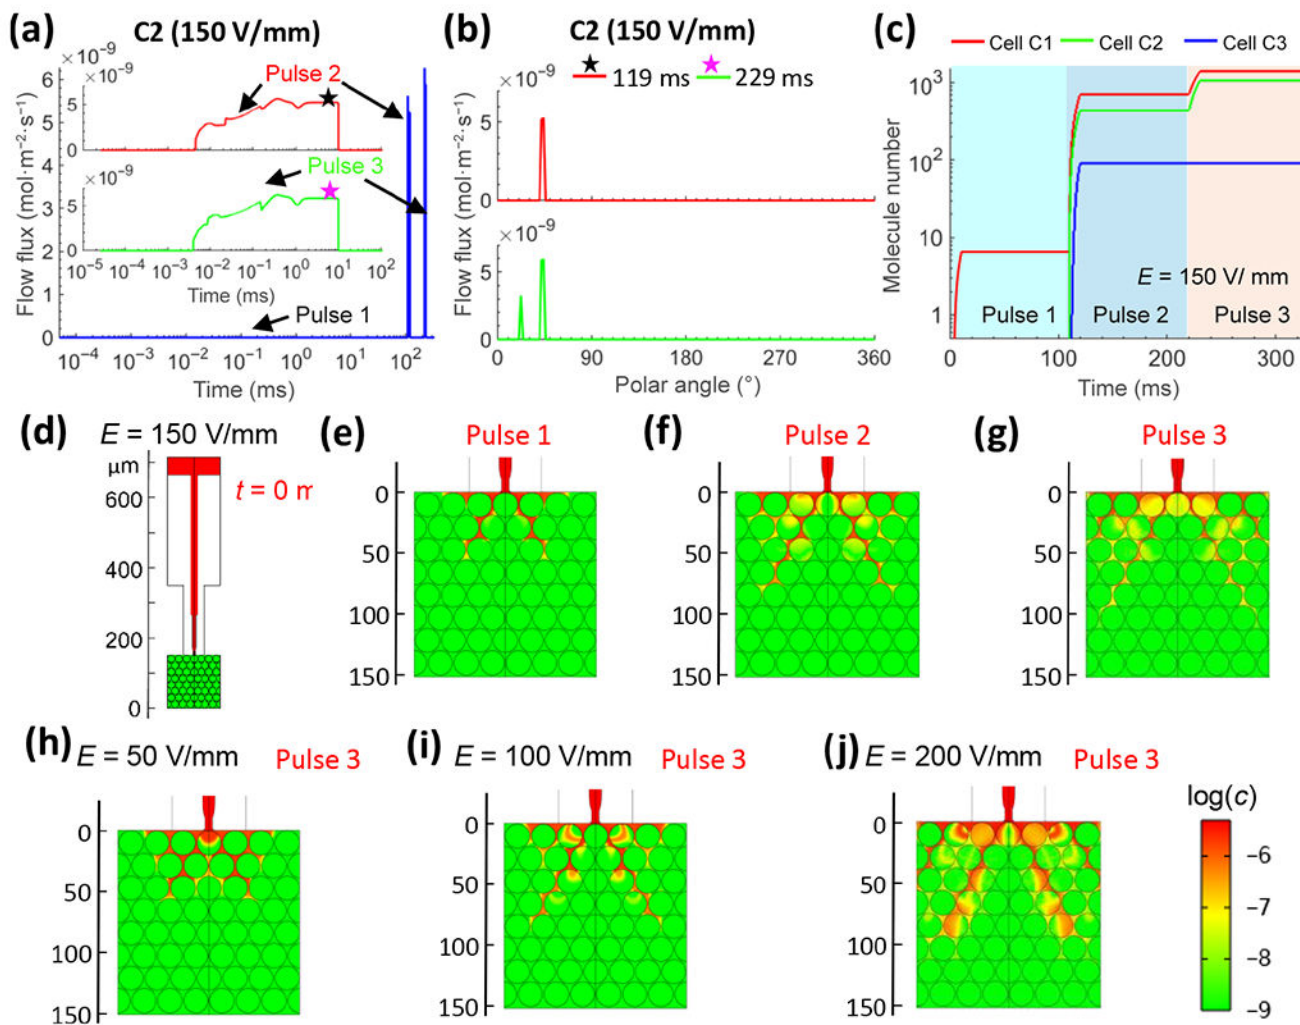 (a) C2 (150 V/mm)
×10⁻⁹
×10⁻⁹
Pulse 2
5
0
×10⁻⁹
Pulse 3
5
0
10⁻⁵ 10⁻⁴ 10⁻³ 10⁻² 10⁻¹ 10⁰ 10¹ 10²
Time (ms)
Pulse 1
6
5
4
3
2
1
0
Flow flux (mol·m⁻²·s⁻¹)
10⁻⁴ 10⁻³ 10⁻² 10⁻¹ 10⁰ 10¹ 10²
Time (ms)
(b) C2 (150 V/mm)
119 ms 229 ms
×10⁻⁹
5
0
×10⁻⁹
5
0
Flow flux (mol·m⁻²·s⁻¹)
0 90 180 270 360
Polar angle (°)
(c)
Cell C1 Cell C2 Cell C3
10³
10²
10
1
Molecule number
E = 150 V/ mm
Pulse 1 Pulse 2 Pulse 3
0 100 200 300
Time (ms)
(d) E = 150 V/mm
µm
t = 0 m
600
400
200
0
(e) Pulse 1
0
50
100
150
(f) Pulse 2
0
50
100
150
(g) Pulse 3
0
50
100
150
(h) E = 50 V/mm Pulse 3
0
50
100
150
(i) E = 100 V/mm Pulse 3
0
50
100
150
(j) E = 200 V/mm Pulse 3
0
50
100
150
log(c)
−6
−7
−8
−9